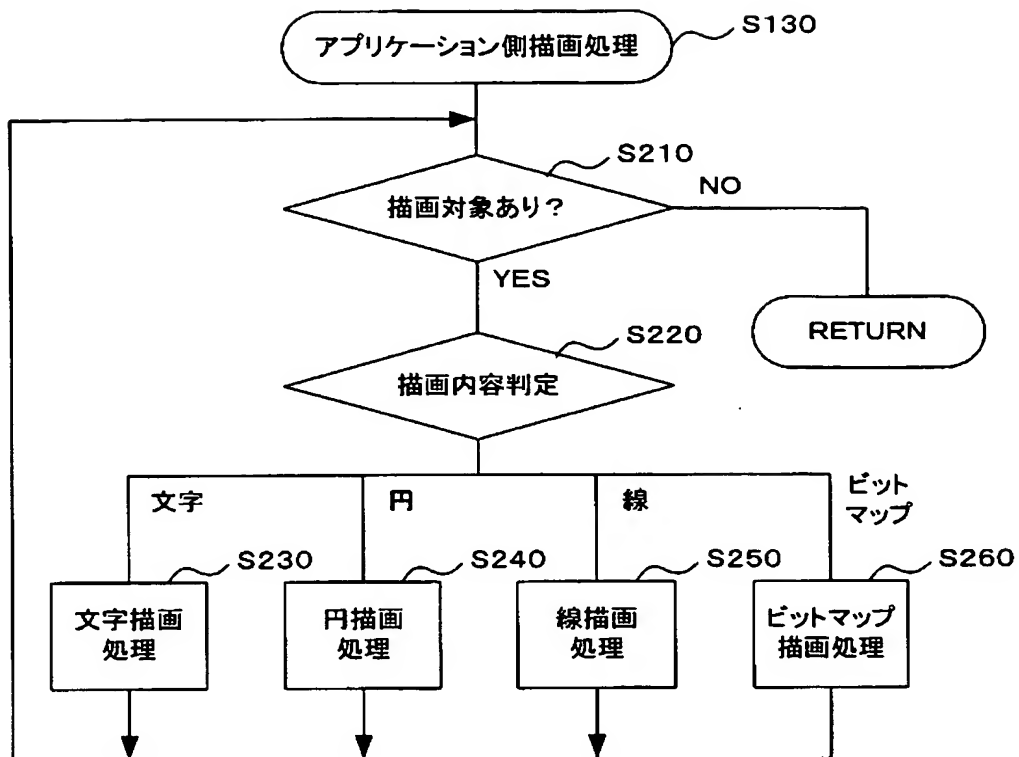 アプリケーション側描画処理
S130
S210
描画対象あり?
NO
YES
RETURN
S220
描画内容判定
文字
円
線
ビット
マップ
S230
S240
S250
S260
文字描画
処理
円描画
処理
線描画
処理
ビットマップ
描画処理